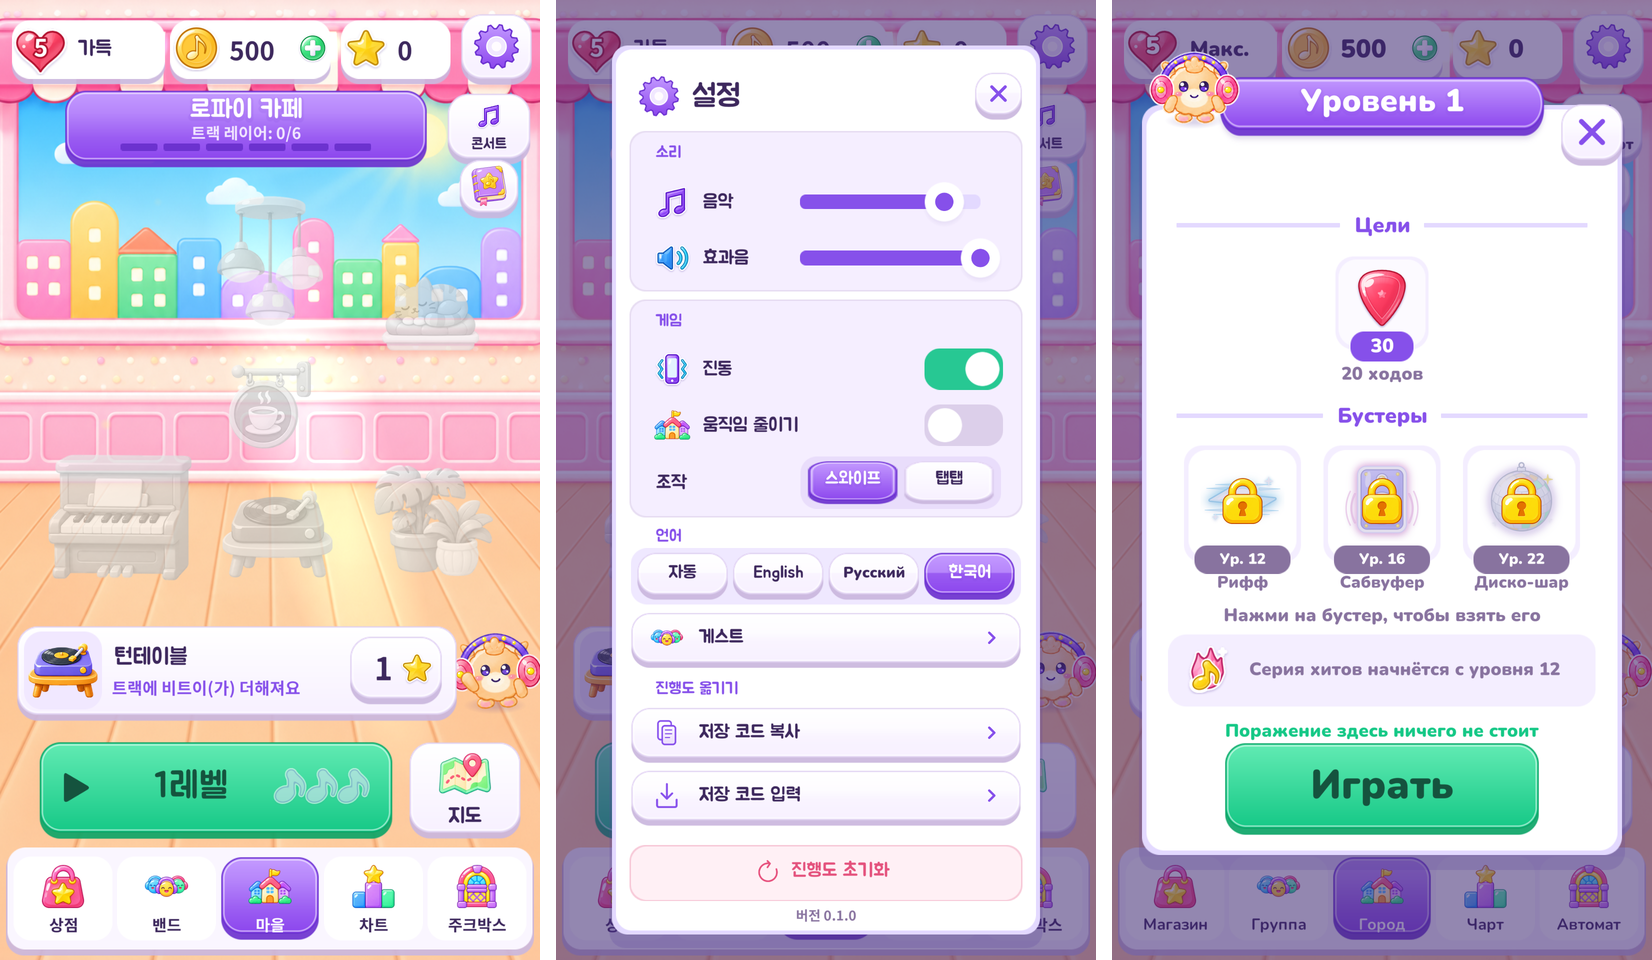 5 가득
500
0
로파이 카페
트랙 레이어: 0/6
콘서트
턴테이블
트랙에 비트이(가) 더해져요
1
1레벨
지도
상점
밴드
마을
차트
주크박스
설정
소리
음악
효과음
게임
진동
움직임 줄이기
조작
스와이프
탭탭
언어
자동
English
Русский
한국어
게스트
진행도 옮기기
저장 코드 복사
저장 코드 입력
진행도 초기화
버전 0.1.0
5 Макс.
500
0
Уровень 1
Цели
30
20 ходов
Бустеры
Ур. 12
Ур. 16
Ур. 22
Рифф
Сабвуфер
Диско-шар
Нажми на бустер, чтобы взять его
Серия хитов начнётся с уровня 12
Поражение здесь ничего не стоит
Играть
Магазин
Группа
Город
Чарт
Автомат